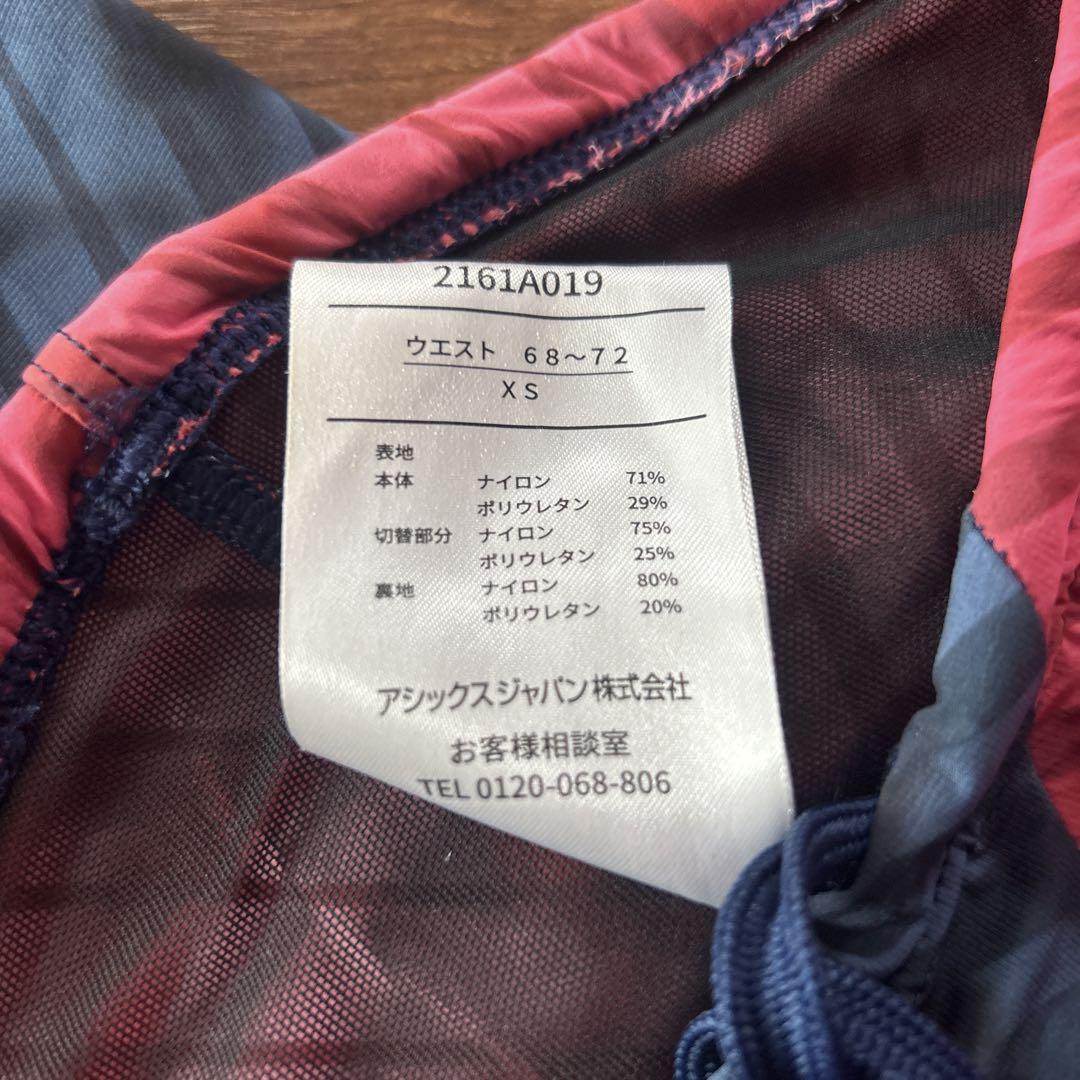 2161A019
ウエスト 68〜72
XS
表地
本体 ナイロン 71%
ポリウレタン 29%
切替部分 ナイロン 75%
ポリウレタン 25%
裏地 ナイロン 80%
ポリウレタン 20%
アシックスジャパン株式会社
お客様相談室
TEL 0120-068-806